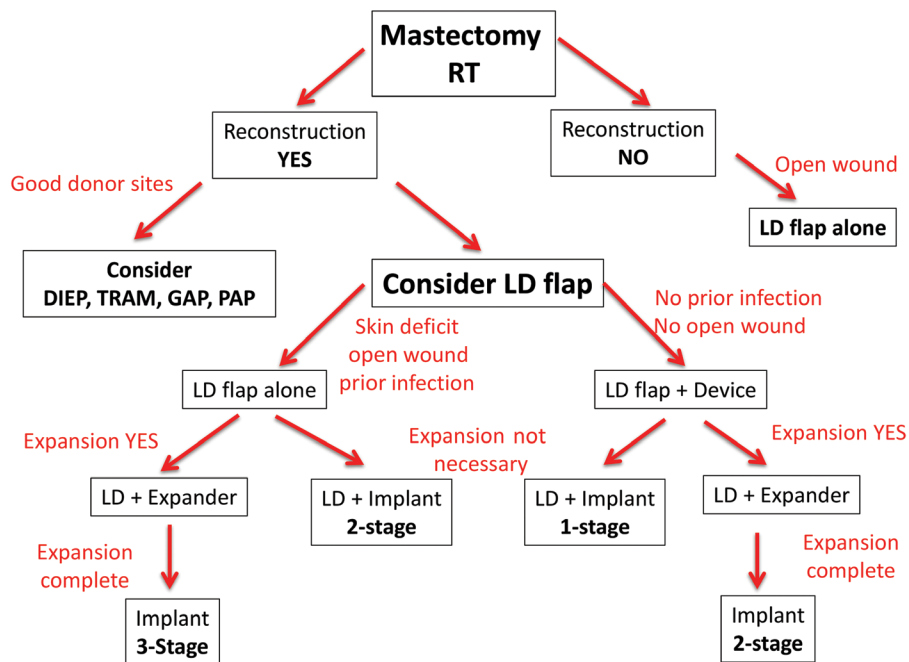 Mastectomy
RT
Reconstruction
YES
Reconstruction
NO
Good donor sites
Open wound
LD flap alone
Consider
DIEP, TRAM, GAP, PAP
Consider LD flap
Skin deficit
open wound
prior infection
No prior infection
No open wound
LD flap alone
LD flap + Device
Expansion YES
Expansion not
necessary
Expansion YES
LD + Expander
LD + Implant
2-stage
LD + Implant
1-stage
LD + Expander
Expansion
complete
Expansion
complete
Implant
3-Stage
Implant
2-stage